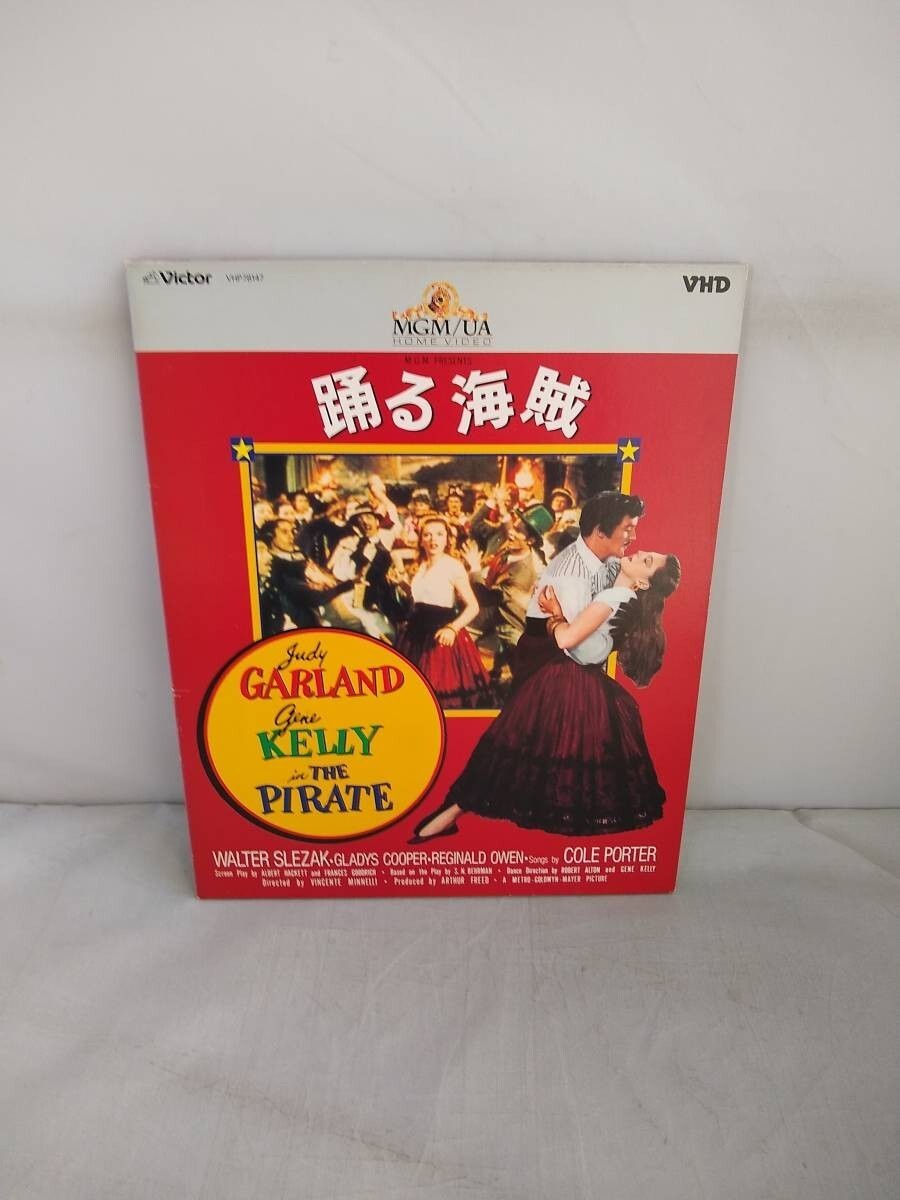 Victor VHP78147 VHD
MGM/UA
HOME VIDEO
M·G·M PRESENTS
踊る海賊
Judy
GARLAND
Gene
KELLY
in THE
PIRATE
WALTER SLEZAK·GLADYS COOPER·REGINALD OWEN·Songs by COLE PORTER
Screen Play by ALBERT HACKETT and FRANCES GOODRICH · Based on the Play by S. N. BEHRMAN · Dance Direction by ROBERT ALTON and GENE KELLY
Directed by VINCENTE MINNELLI · Produced by ARTHUR FREED · A METRO-GOLDWYN-MAYER PICTURE